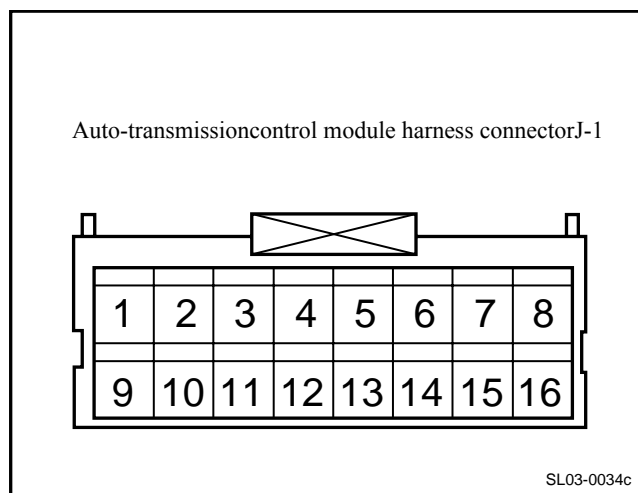 Auto-transmissioncontrol module harness connectorJ-1
1 2 3 4 5 6 7 8
9 10 11 12 13 14 15 16
SL03-0034c